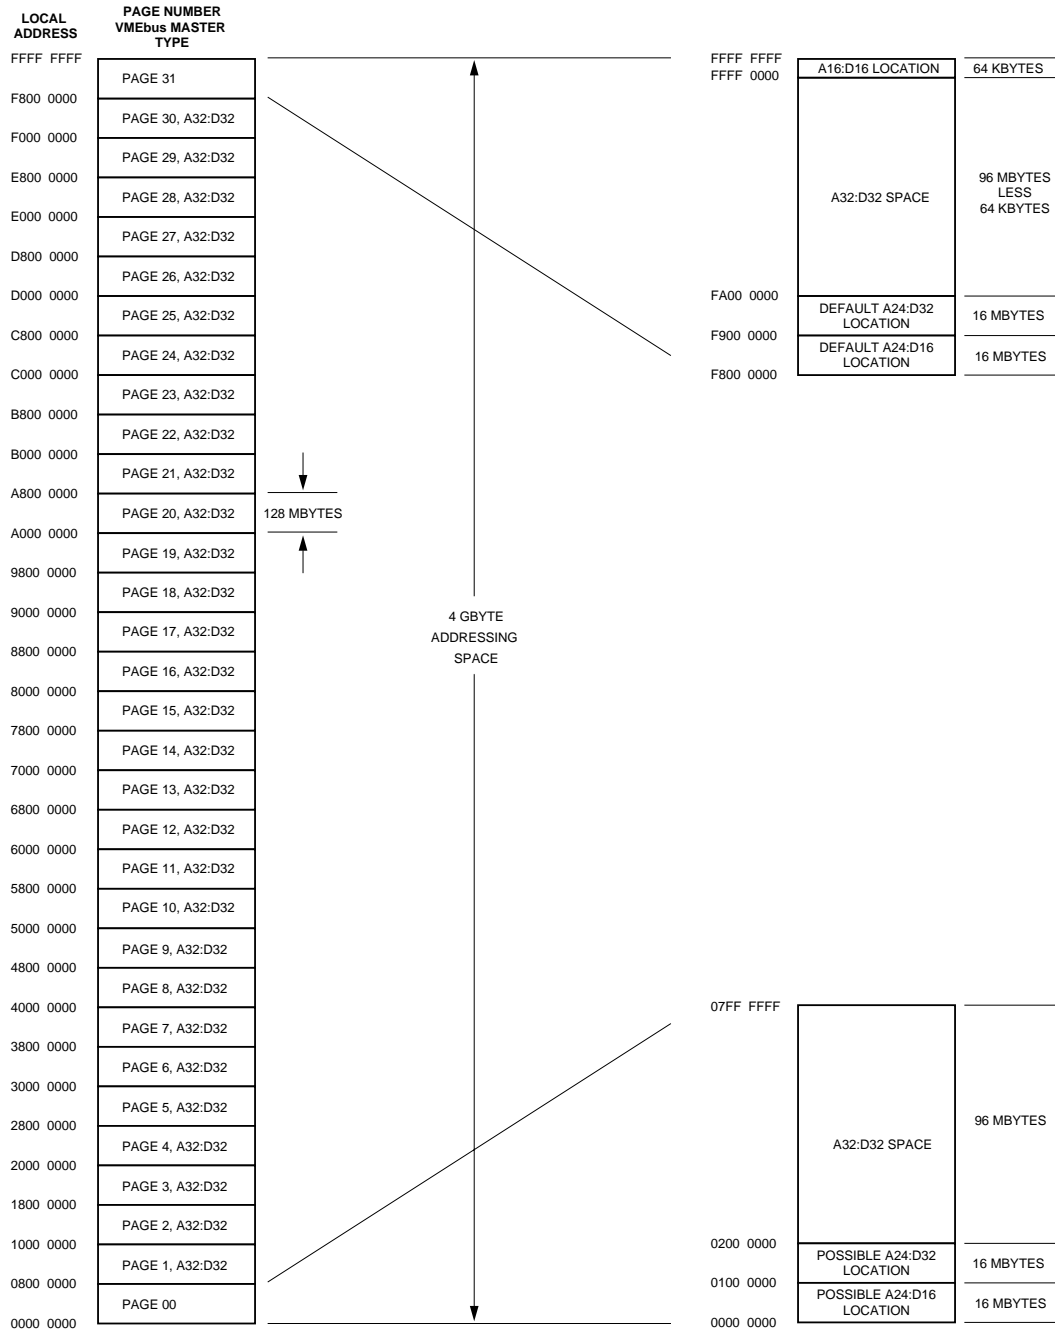 LOCAL
ADDRESS
PAGE NUMBER
VMEbus MASTER
TYPE
FFFF FFFF
PAGE 31
F800 0000
PAGE 30, A32:D32
F000 0000
PAGE 29, A32:D32
E800 0000
PAGE 28, A32:D32
E000 0000
PAGE 27, A32:D32
D800 0000
PAGE 26, A32:D32
D000 0000
PAGE 25, A32:D32
C800 0000
PAGE 24, A32:D32
C000 0000
PAGE 23, A32:D32
B800 0000
PAGE 22, A32:D32
B000 0000
PAGE 21, A32:D32
A800 0000
PAGE 20, A32:D32
A000 0000
PAGE 19, A32:D32
9800 0000
PAGE 18, A32:D32
9000 0000
PAGE 17, A32:D32
8800 0000
PAGE 16, A32:D32
8000 0000
PAGE 15, A32:D32
7800 0000
PAGE 14, A32:D32
7000 0000
PAGE 13, A32:D32
6800 0000
PAGE 12, A32:D32
6000 0000
PAGE 11, A32:D32
5800 0000
PAGE 10, A32:D32
5000 0000
PAGE 9, A32:D32
4800 0000
PAGE 8, A32:D32
4000 0000
PAGE 7, A32:D32
3800 0000
PAGE 6, A32:D32
3000 0000
PAGE 5, A32:D32
2800 0000
PAGE 4, A32:D32
2000 0000
PAGE 3, A32:D32
1800 0000
PAGE 2, A32:D32
1000 0000
PAGE 1, A32:D32
0800 0000
PAGE 00
0000 0000
128 MBYTES
4 GBYTE
ADDRESSING
SPACE
FFFF FFFF
A16:D16 LOCATION
64 KBYTES
FFFF 0000
A32:D32 SPACE
96 MBYTES
LESS
64 KBYTES
FA00 0000
DEFAULT A24:D32
LOCATION
16 MBYTES
F900 0000
DEFAULT A24:D16
LOCATION
16 MBYTES
F800 0000
07FF FFFF
A32:D32 SPACE
96 MBYTES
0200 0000
POSSIBLE A24:D32
LOCATION
16 MBYTES
0100 0000
POSSIBLE A24:D16
LOCATION
16 MBYTES
0000 0000